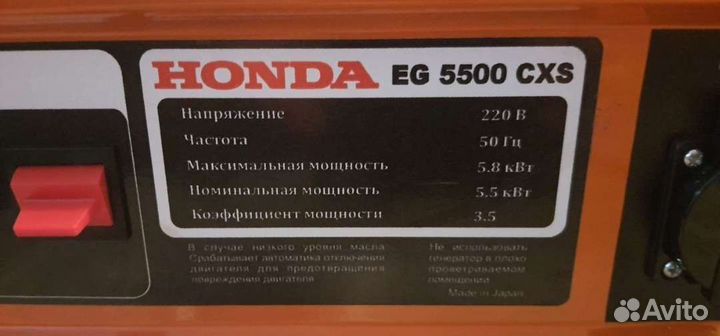 HONDA EG 5500 CXS
Напряжение 220 В
Частота 50 Гц
Максимальная мощность 5.8 кВт
Номинальная мощность 5.5 кВт
Коэффициент мощности 3.5
В случае низкого уровня масла
Срабатывает автоматика отключения
двигателя для предотвращения
повреждения двигателя
Не использовать
генератор в плохо
проветриваемом
помещении
Made in Japan
Avito